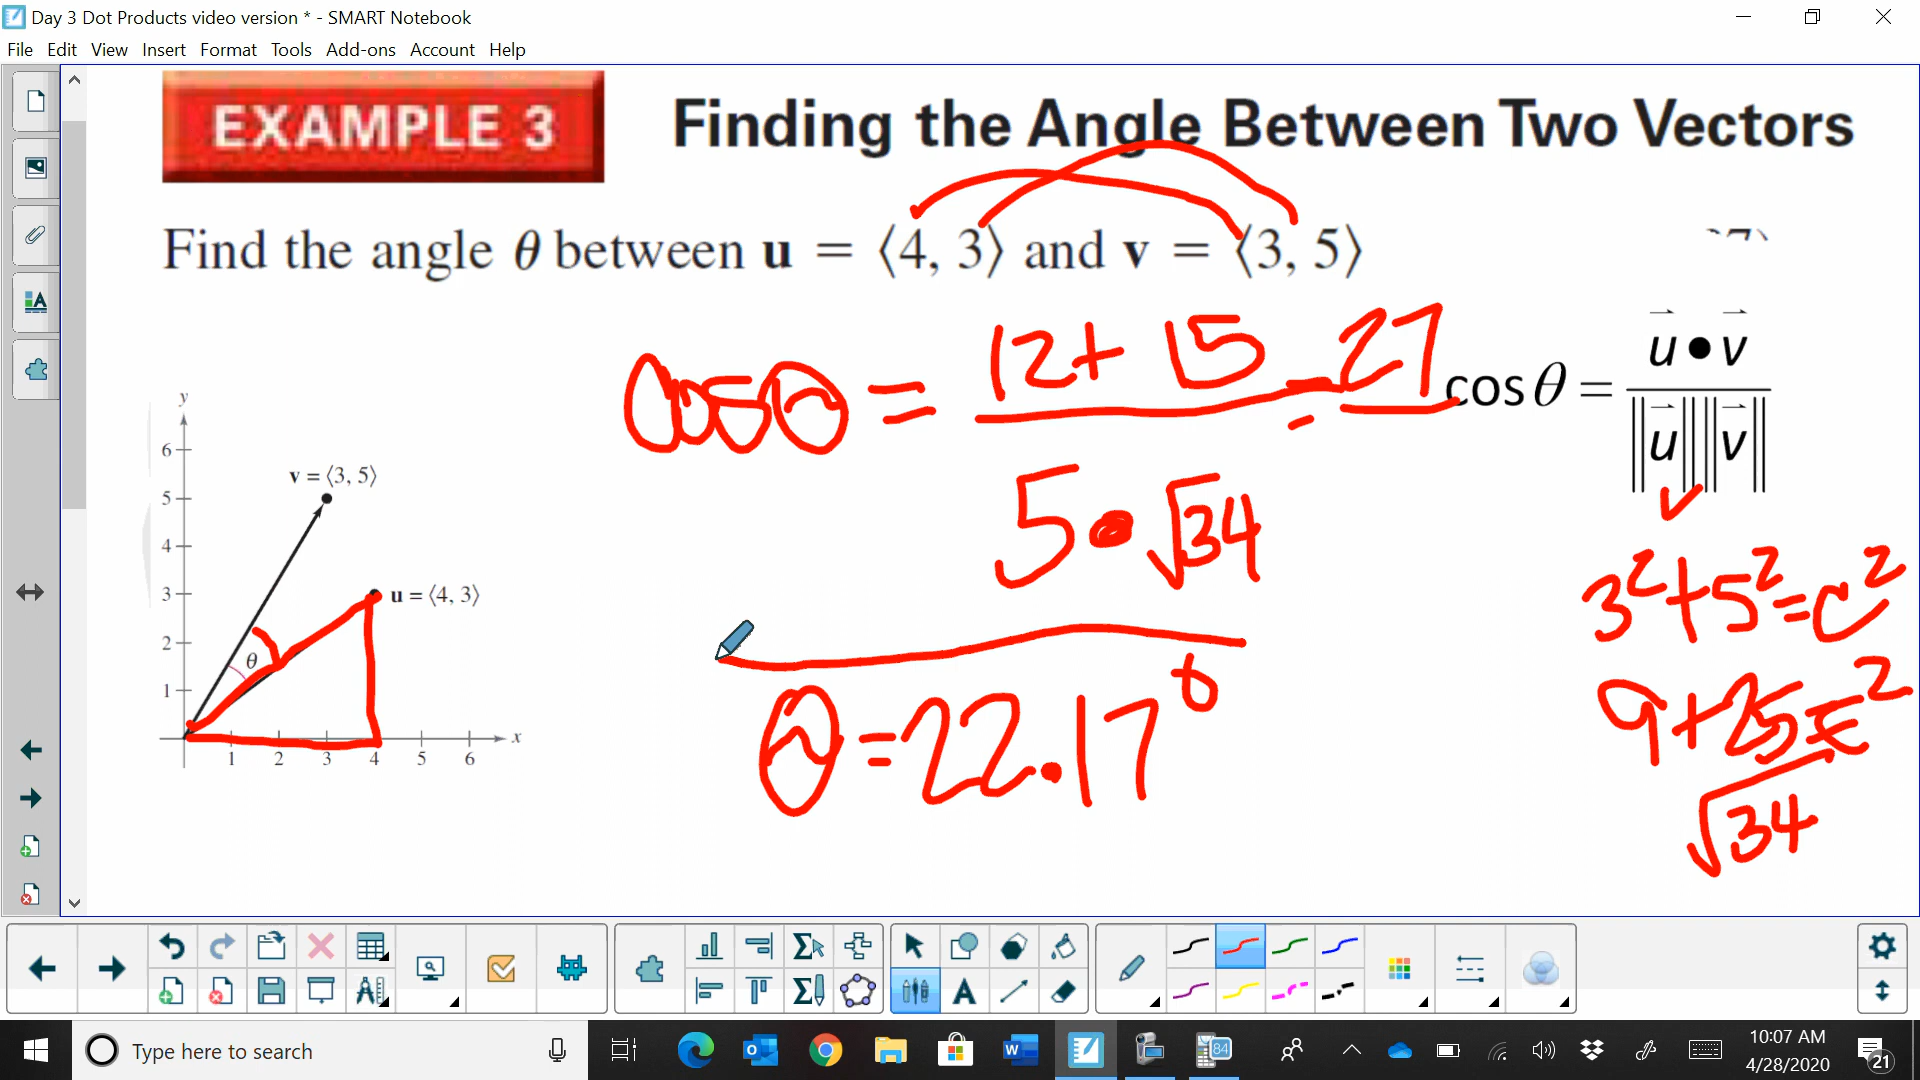 Day 3 Dot Products video version * - SMART Notebook
File Edit View Insert Format Tools Add-ons Account Help
EXAMPLE 3
Finding the Angle Between Two Vectors
Find the angle θ between u = ⟨4, 3⟩ and v = ⟨3, 5⟩
cosθ = 12+ 15 = 27
5 • √34
cosθ = u • v
‖u‖‖v‖
3²+5²=c²
9+25=c²
√34
θ=22.17°
y
6
5
4
3
2
1
v = ⟨3, 5⟩
u = ⟨4, 3⟩
θ
1 2 3 4 5 6 x
A
Type here to search
84
10:07 AM
4/28/2020
21